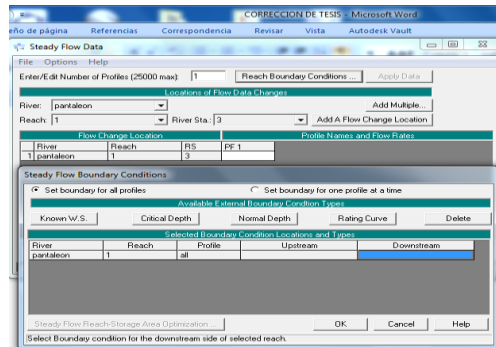 CORRECCION DE TESIS - Microsoft Word
eño de página Referencias Correspondencia Revisar Vista Autodesk Vault
Steady Flow Data
File Options Help
Enter/Edit Number of Profiles (25000 max): 1 Reach Boundary Conditions ... Apply Data
Locations of Flow Data Changes
River: pantaleon Add Multiple...
Reach: 1 River Sta.: 3 Add A Flow Change Location
Flow Change Location Profile Names and Flow Rates
River Reach RS PF 1
1 pantaleon 1 3
Steady Flow Boundary Conditions
Set boundary for all profiles Set boundary for one profile at a time
Available External Boundary Condtion Types
Known W.S. Critical Depth Normal Depth Rating Curve Delete
Selected Boundary Condition Locations and Types
River Reach Profile Upstream Downstream
pantaleon 1 all
Steady Flow Reach-Storage Area Optimization ... OK Cancel Help
Select Boundary condition for the downstream side of selected reach.